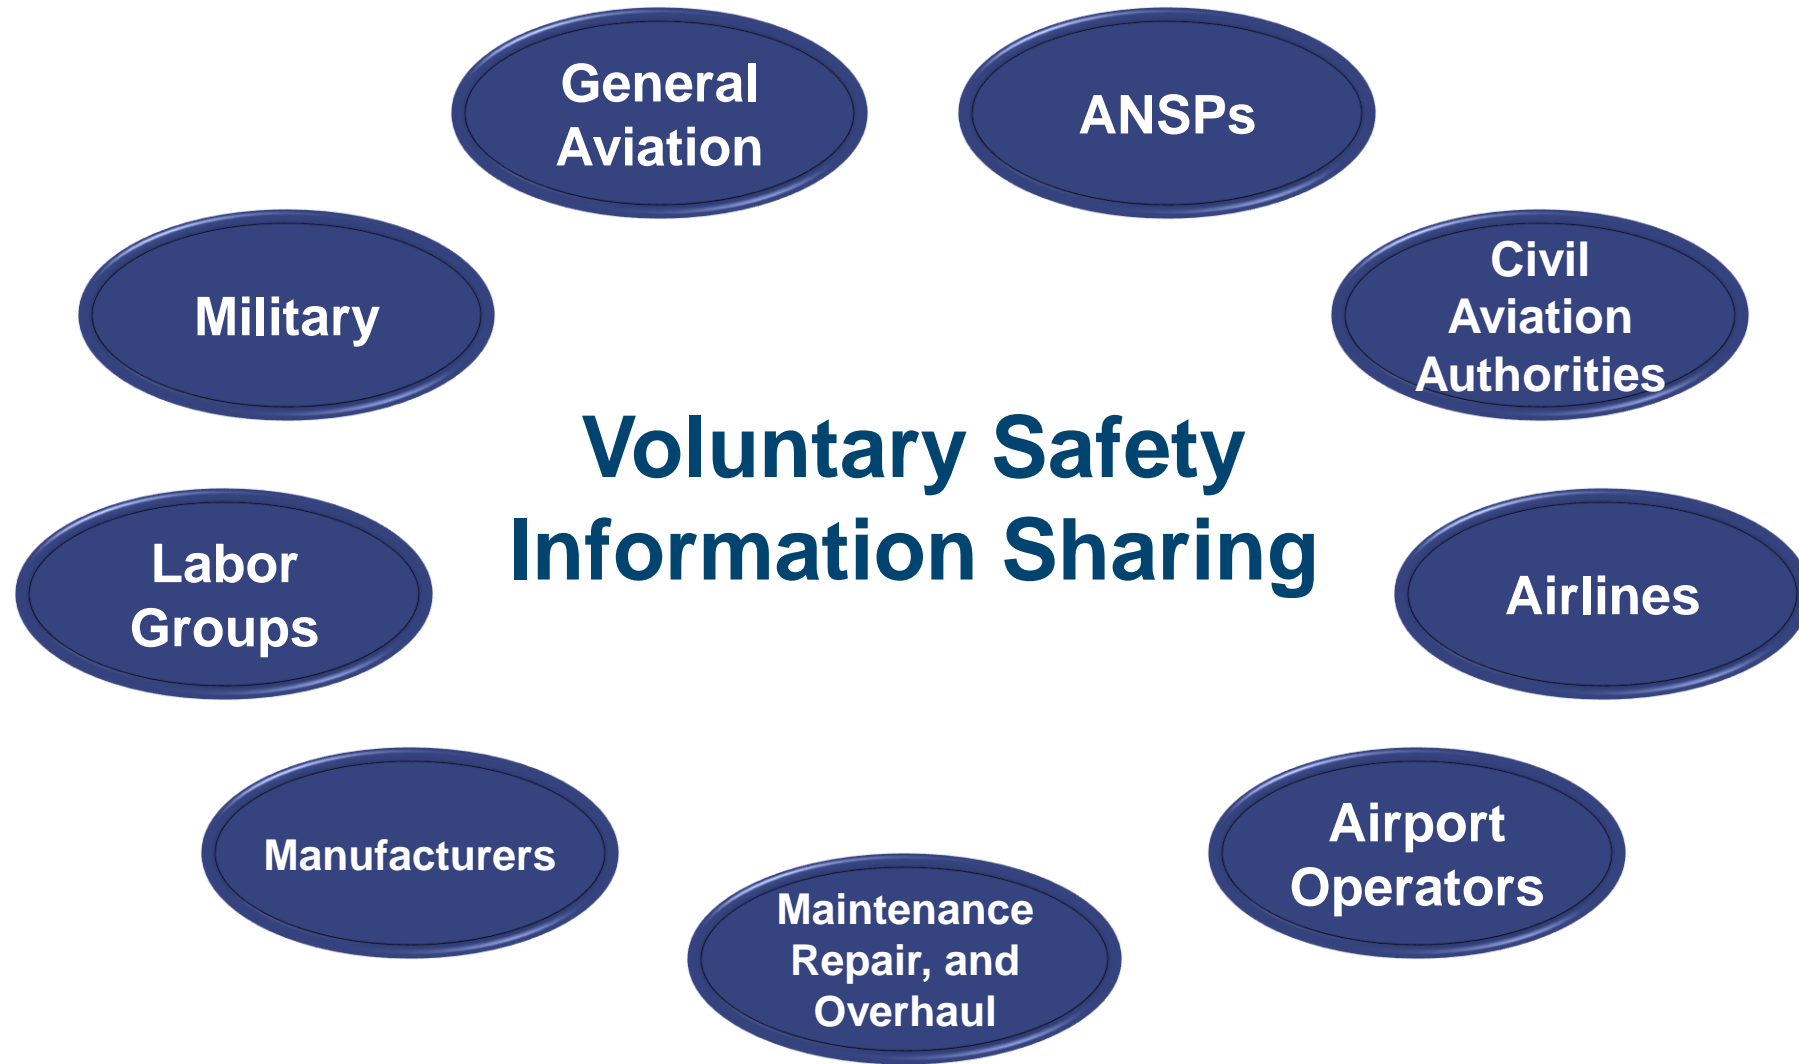 General
Aviation
ANSPs
Military
Civil
Aviation
Authorities
Voluntary Safety
Information Sharing
Labor
Groups
Airlines
Manufacturers
Airport
Operators
Maintenance
Repair, and
Overhaul